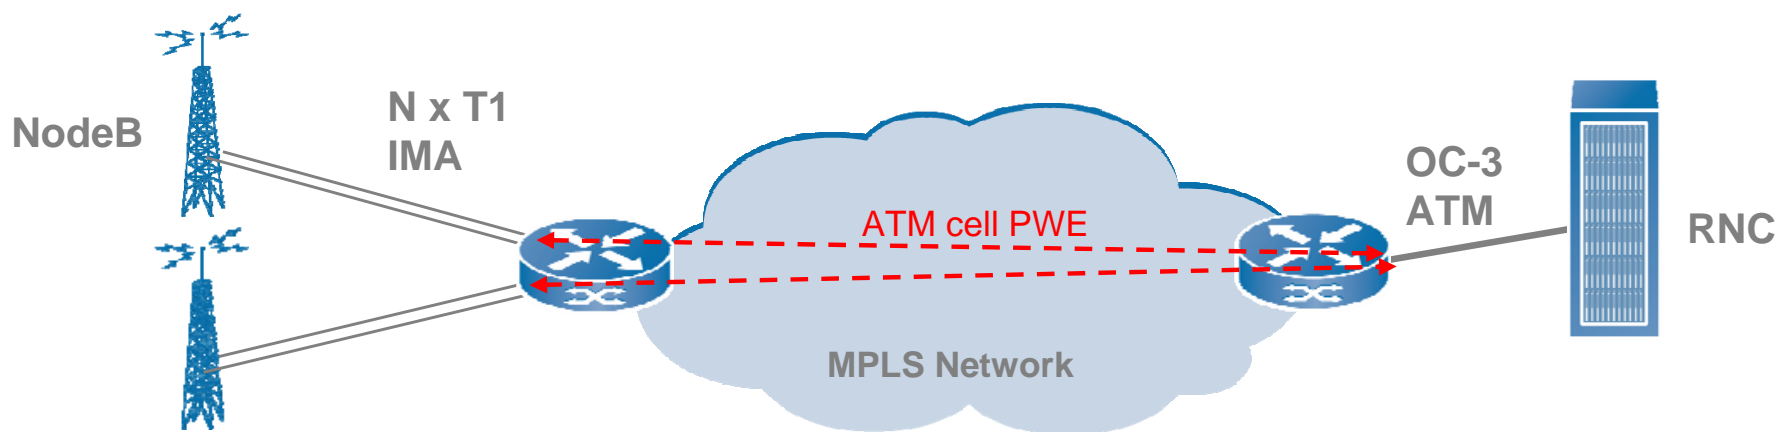 NodeB
N x T1
IMA
ATM cell PWE
MPLS Network
OC-3
ATM
RNC